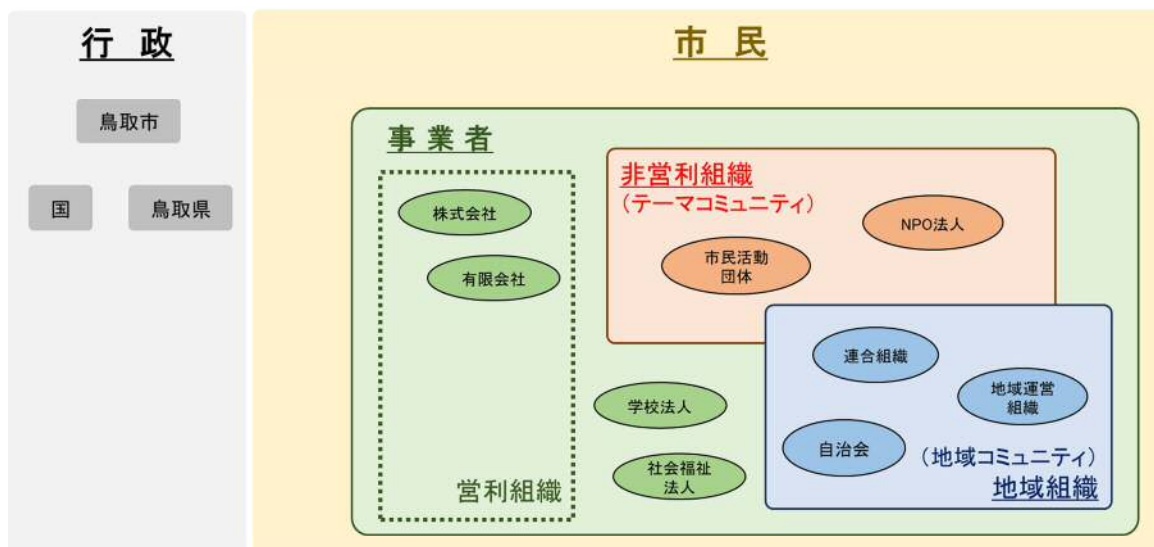 行 政
鳥取市
国
鳥取県
市 民
事 業 者
株式会社
有限会社
営利組織
非営利組織
(テーマコミュニティ)
NPO法人
市民活動
団体
学校法人
社会福祉
法人
連合組織
地域運営
組織
自治会
(地域コミュニティ)
地域組織